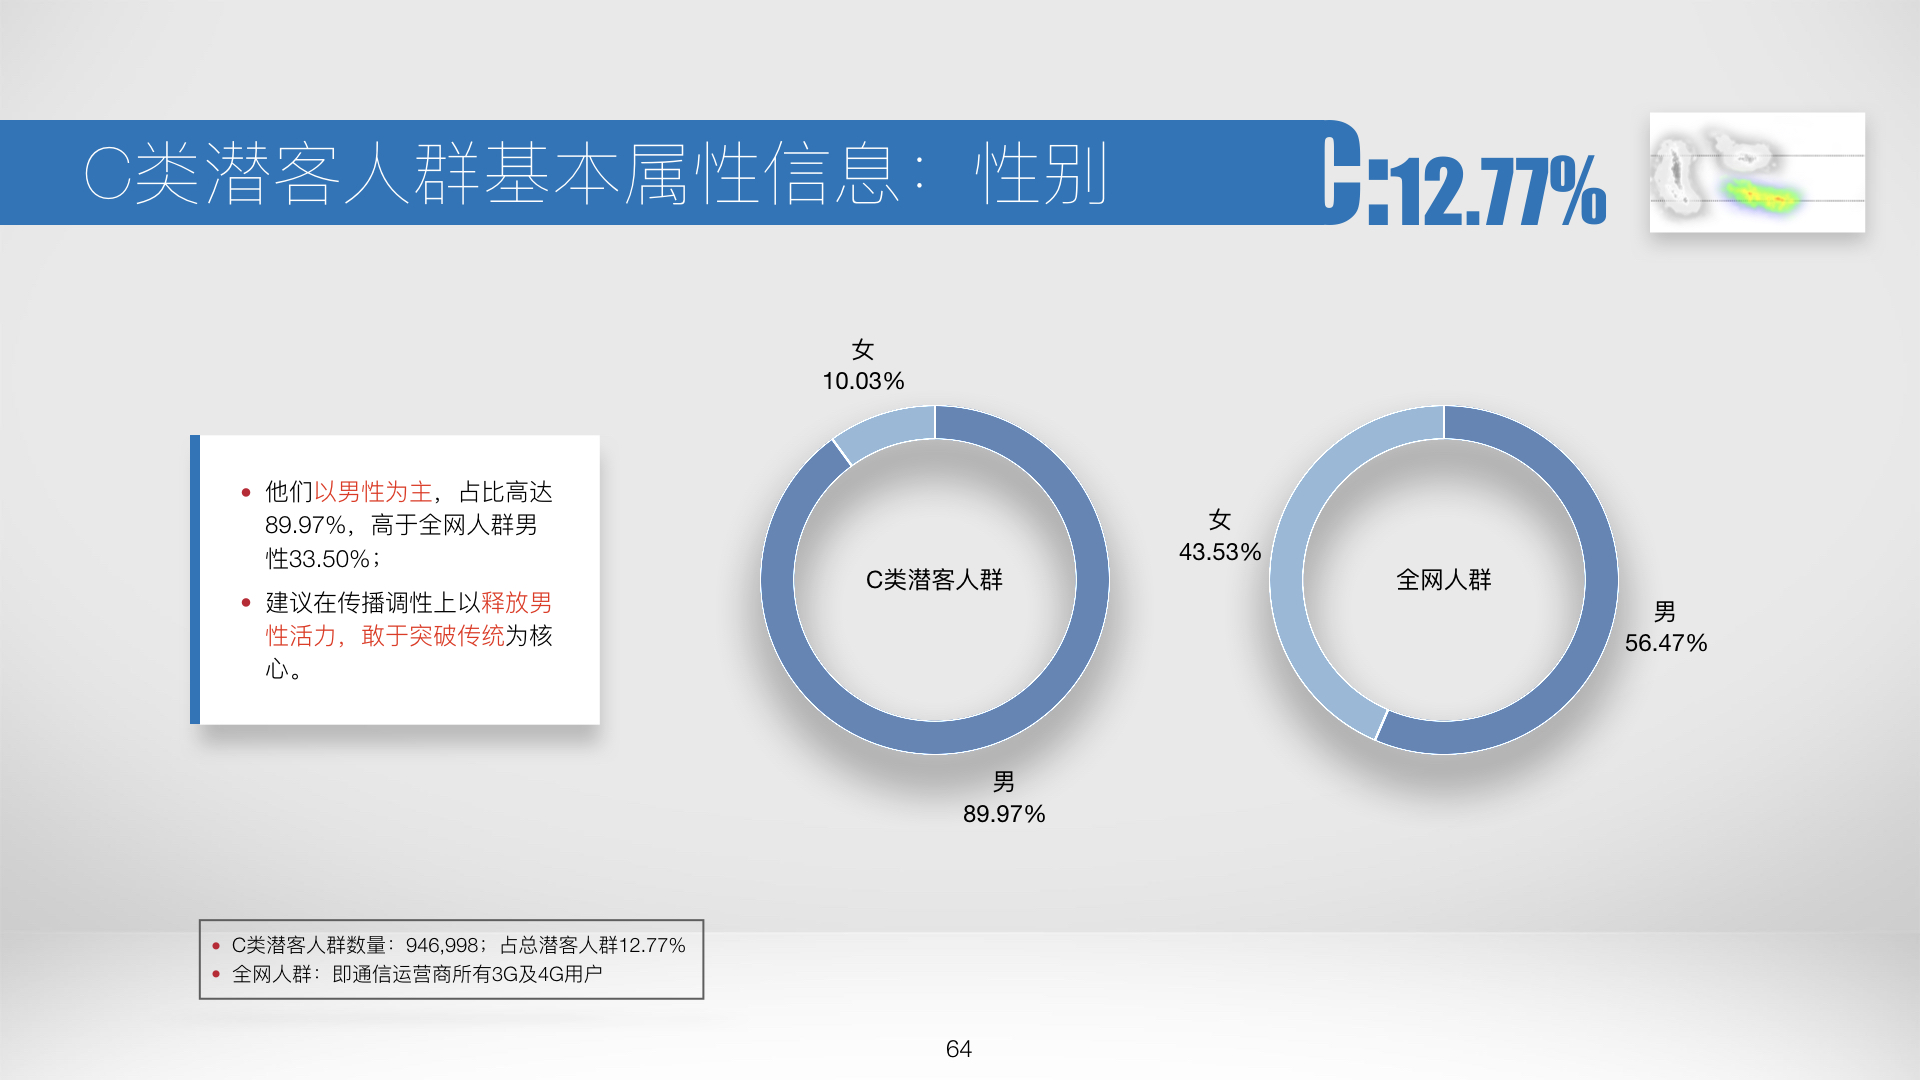 C类潜客人群基本属性信息：性别
C:12.77%
他们以男性为主，占比高达
89.97%，高于全网人群男
性33.50%；
建议在传播调性上以释放男
性活力，敢于突破传统为核
心。
女
10.03%
C类潜客人群
男
89.97%
女
43.53%
全网人群
男
56.47%
C类潜客人群数量：946,998；占总潜客人群12.77%
全网人群：即通信运营商所有3G及4G用户
64